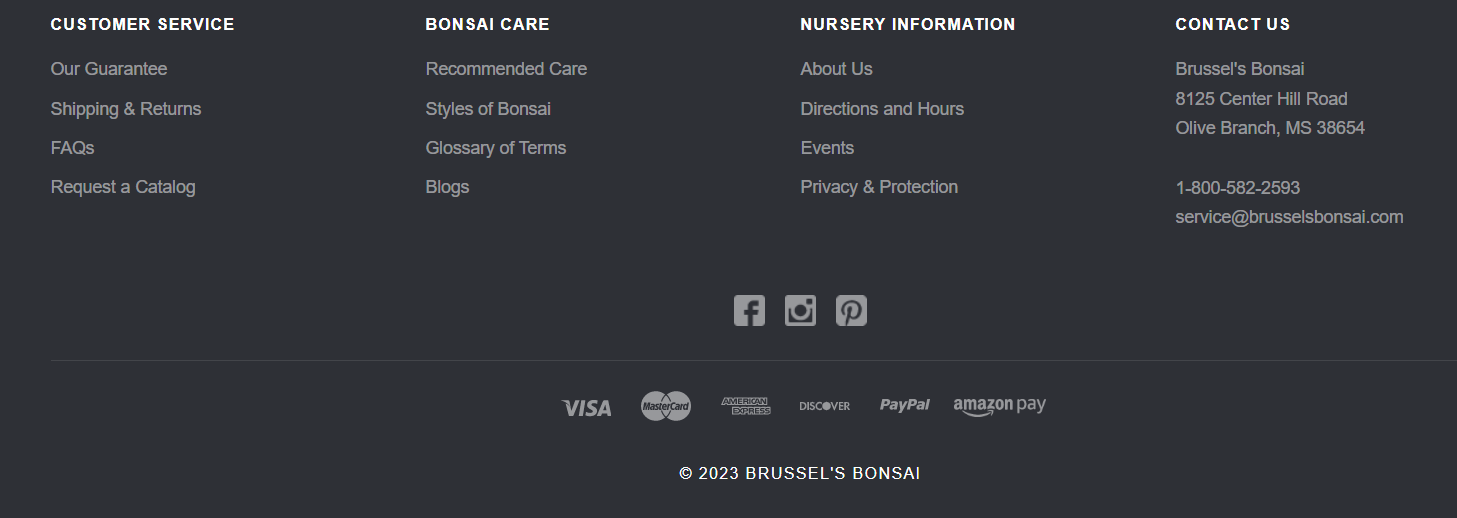 CUSTOMER SERVICE
Our Guarantee
Shipping & Returns
FAQs
Request a Catalog
BONSAI CARE
Recommended Care
Styles of Bonsai
Glossary of Terms
Blogs
NURSERY INFORMATION
About Us
Directions and Hours
Events
Privacy & Protection
CONTACT US
Brussel's Bonsai
8125 Center Hill Road
Olive Branch, MS 38654
1-800-582-2593
service@brusselsbonsai.com
VISA
MasterCard
AMERICAN
EXPRESS
DISCOVER
PayPal
amazon pay
© 2023 BRUSSEL'S BONSAI